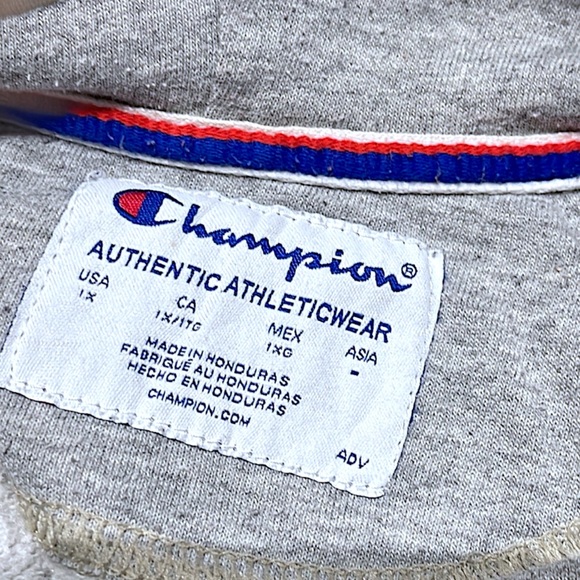 Champion®
AUTHENTIC ATHLETICWEAR
USA CA MEX ASIA
1X 1X/1TG 1XG -
MADE IN HONDURAS
FABRIQUÉ AU HONDURAS
HECHO EN HONDURAS
CHAMPION.COM
ADV